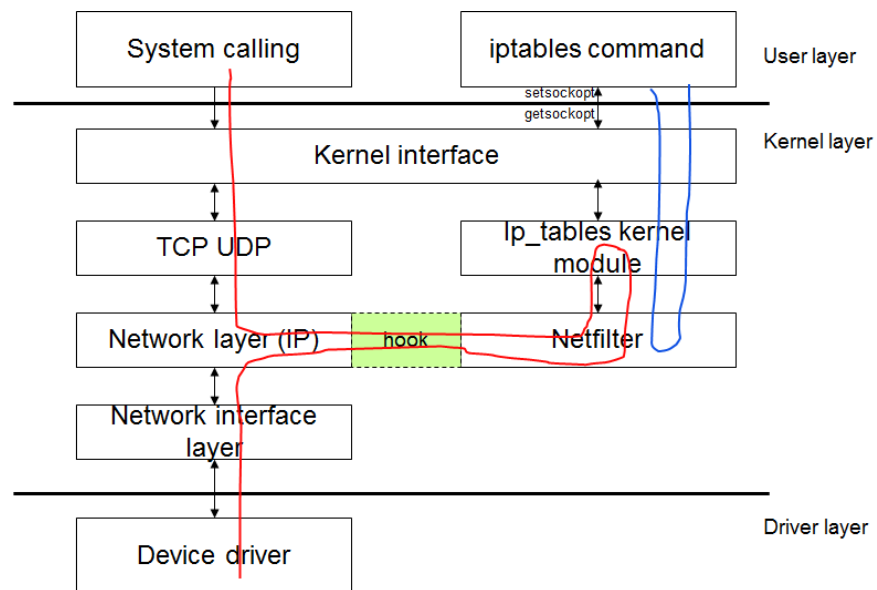 System calling
iptables command
User layer
setsockopt
getsockopt
Kernel layer
Kernel interface
TCP UDP
Ip_tables kernel
module
Network layer (IP)
hook
Netfilter
Network interface
layer
Driver layer
Device driver